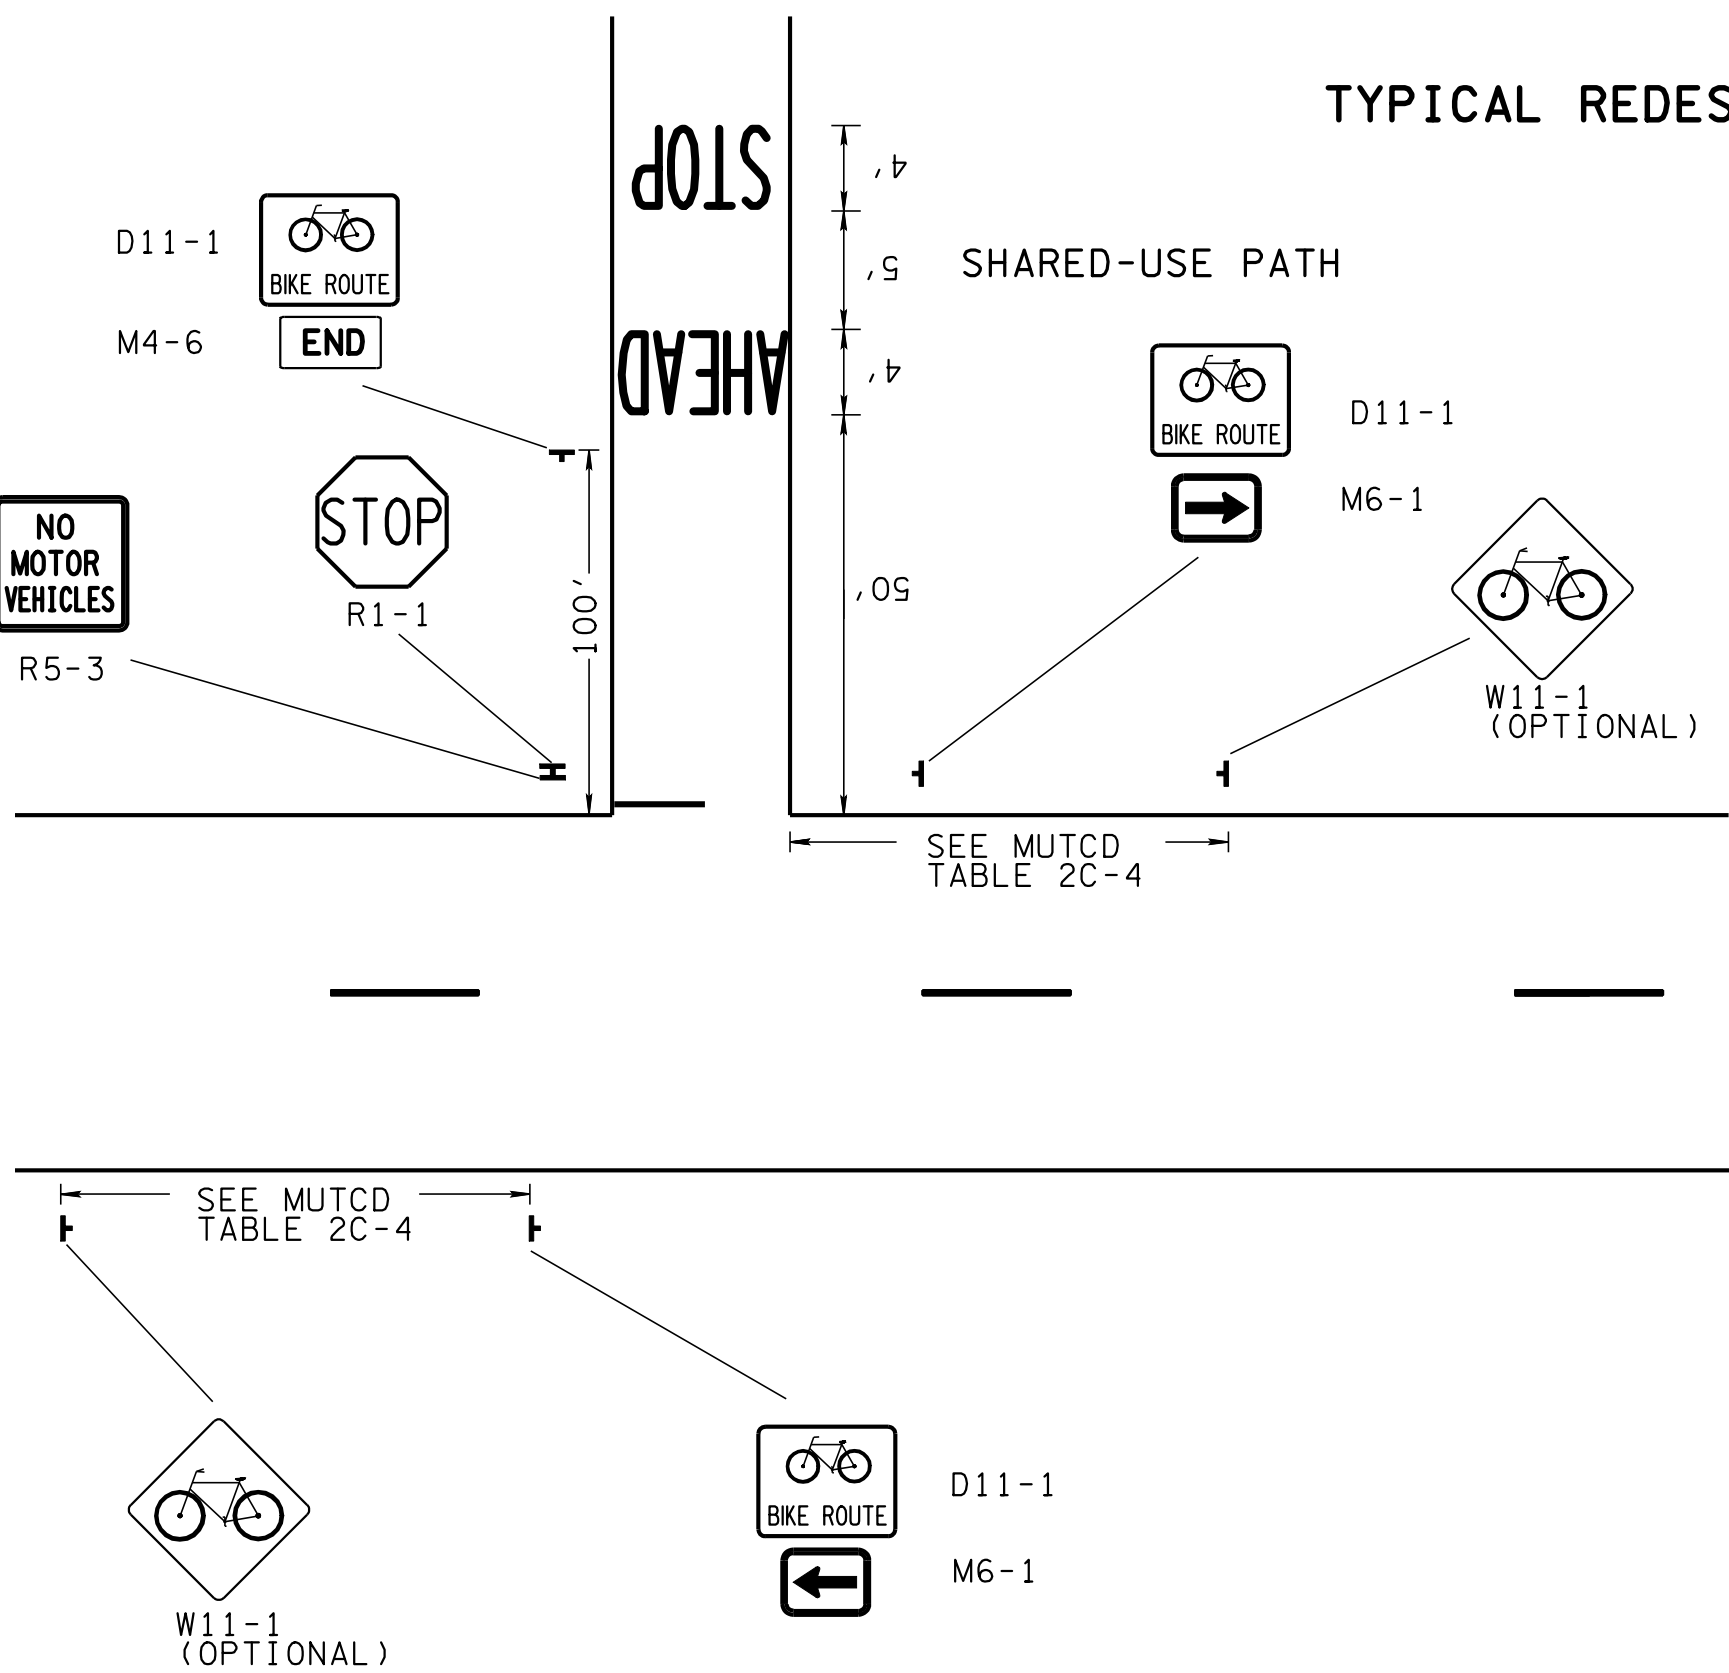 TYPICAL REDES
STOP
4'
D11-1
BIKE ROUTE
5'
SHARED-USE PATH
M4-6
END
AHEAD
4'
BIKE ROUTE
D11-1
M6-1
NO
MOTOR
VEHICLES
R5-3
STOP
R1-1
100'
50'
W11-1
(OPTIONAL)
SEE MUTCD
TABLE 2C-4
SEE MUTCD
TABLE 2C-4
BIKE ROUTE
D11-1
M6-1
W11-1
(OPTIONAL)